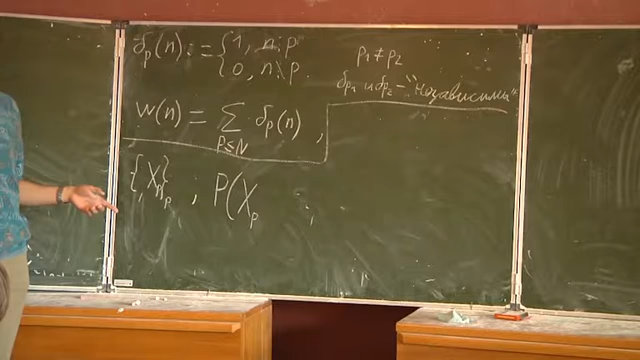 δ_p(n) := { 1, n ⋮ p
0, n \ p.
ω(n) = Σ_{p≤N} δ_p(n) ,
{X_p}_p ; P(X_p ,
p₁ ≠ p₂
δ_{p₁} и δ_{p₂} – "независимы"